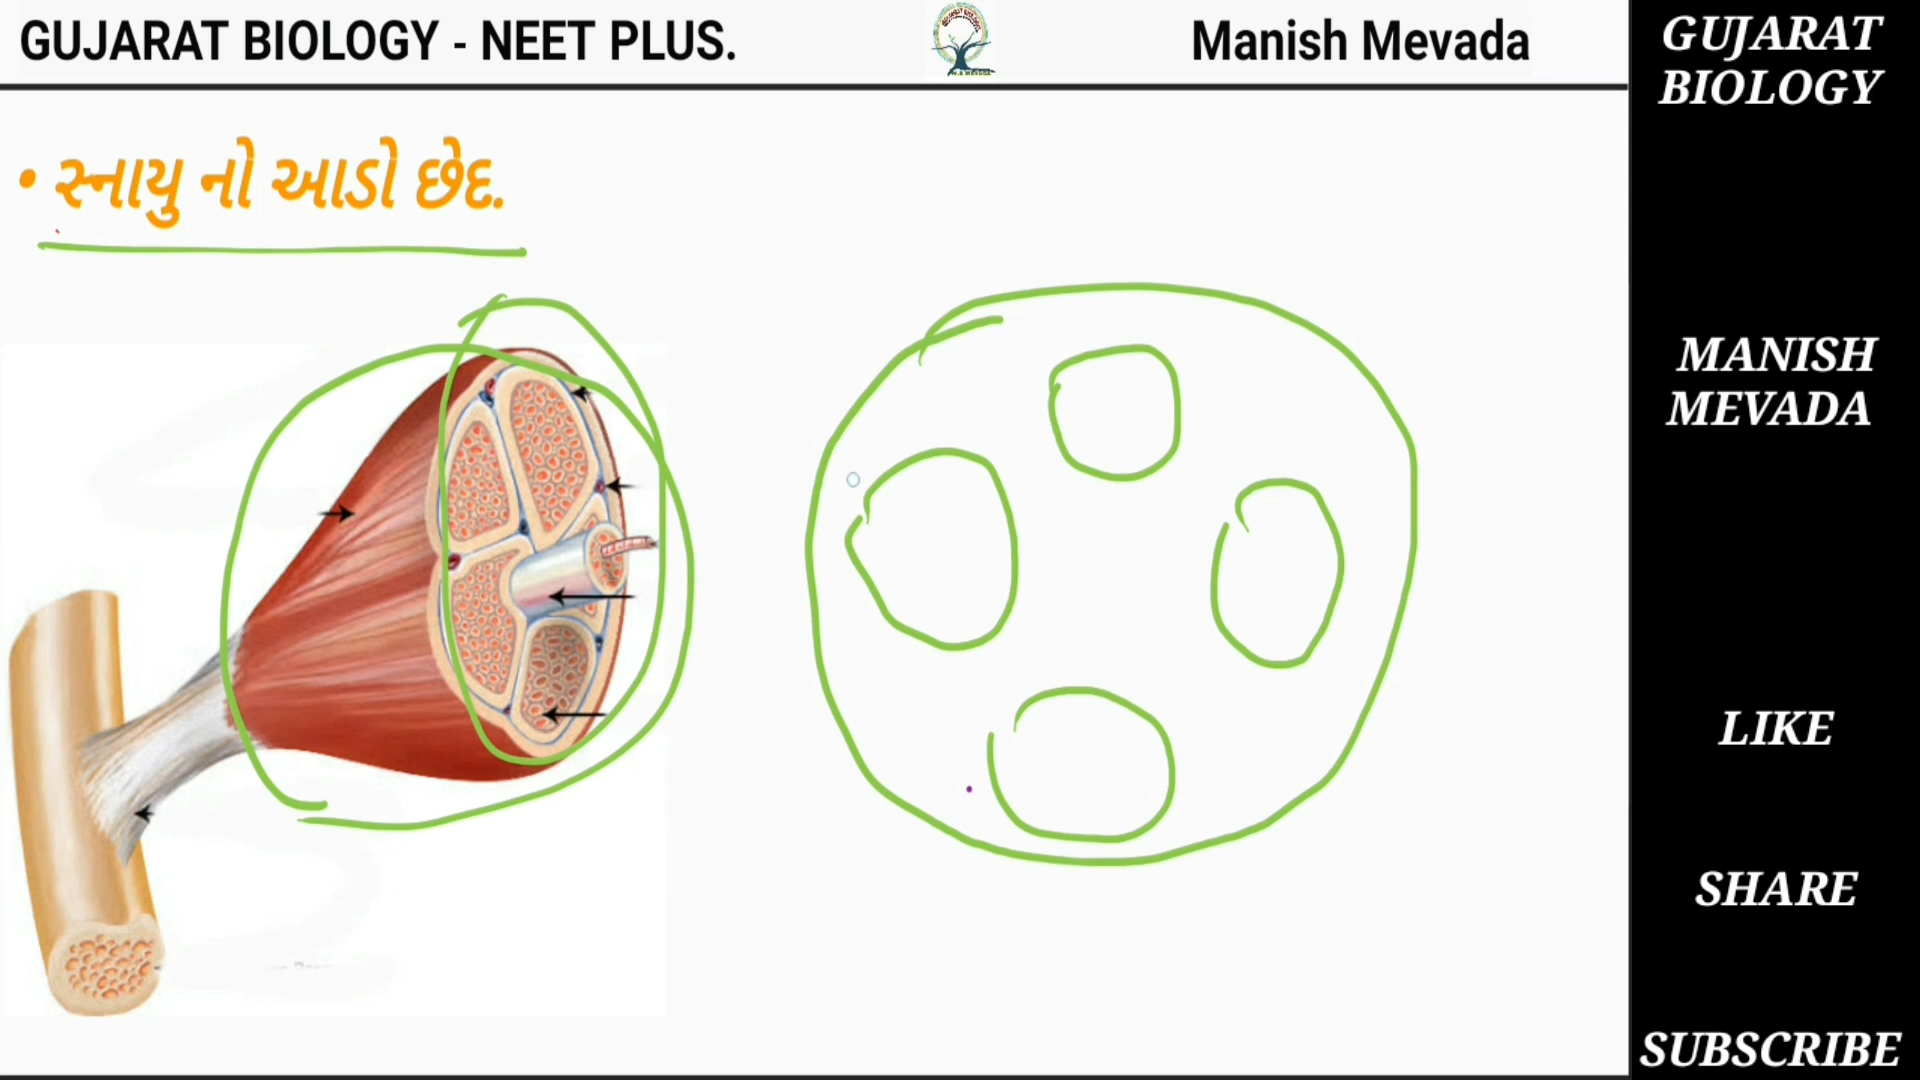 GUJARAT BIOLOGY - NEET PLUS.
Manish Mevada
• સ્નાયુ નો આડો છેદ.
GUJARAT
BIOLOGY
MANISH
MEVADA
LIKE
SHARE
SUBSCRIBE